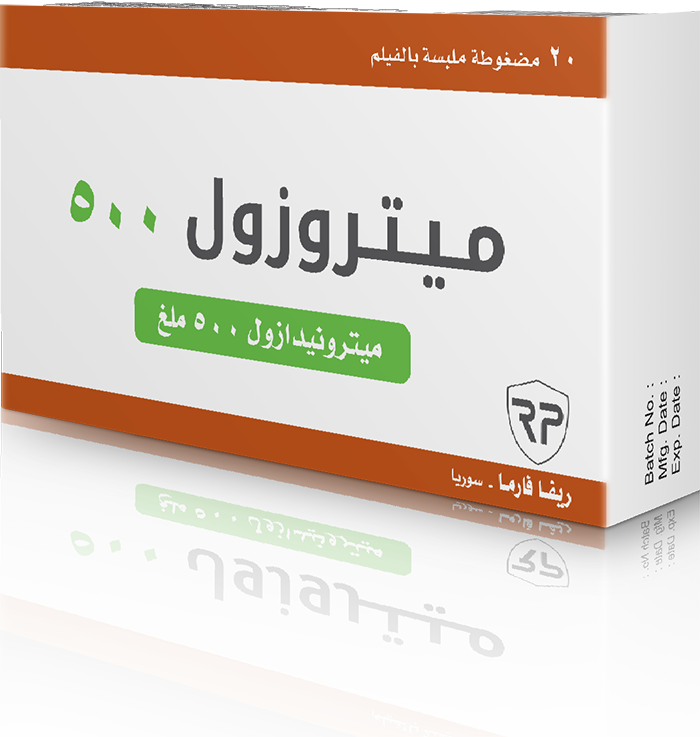 ٢٠ مضغوطة ملبسة بالفيلم
ميتروزول ٥٠٠
ميترونيدازول ٥٠٠ ملغ
RP
ريفا فارما - سوريا
Batch No. :
Mfg. Date :
Exp. Date :